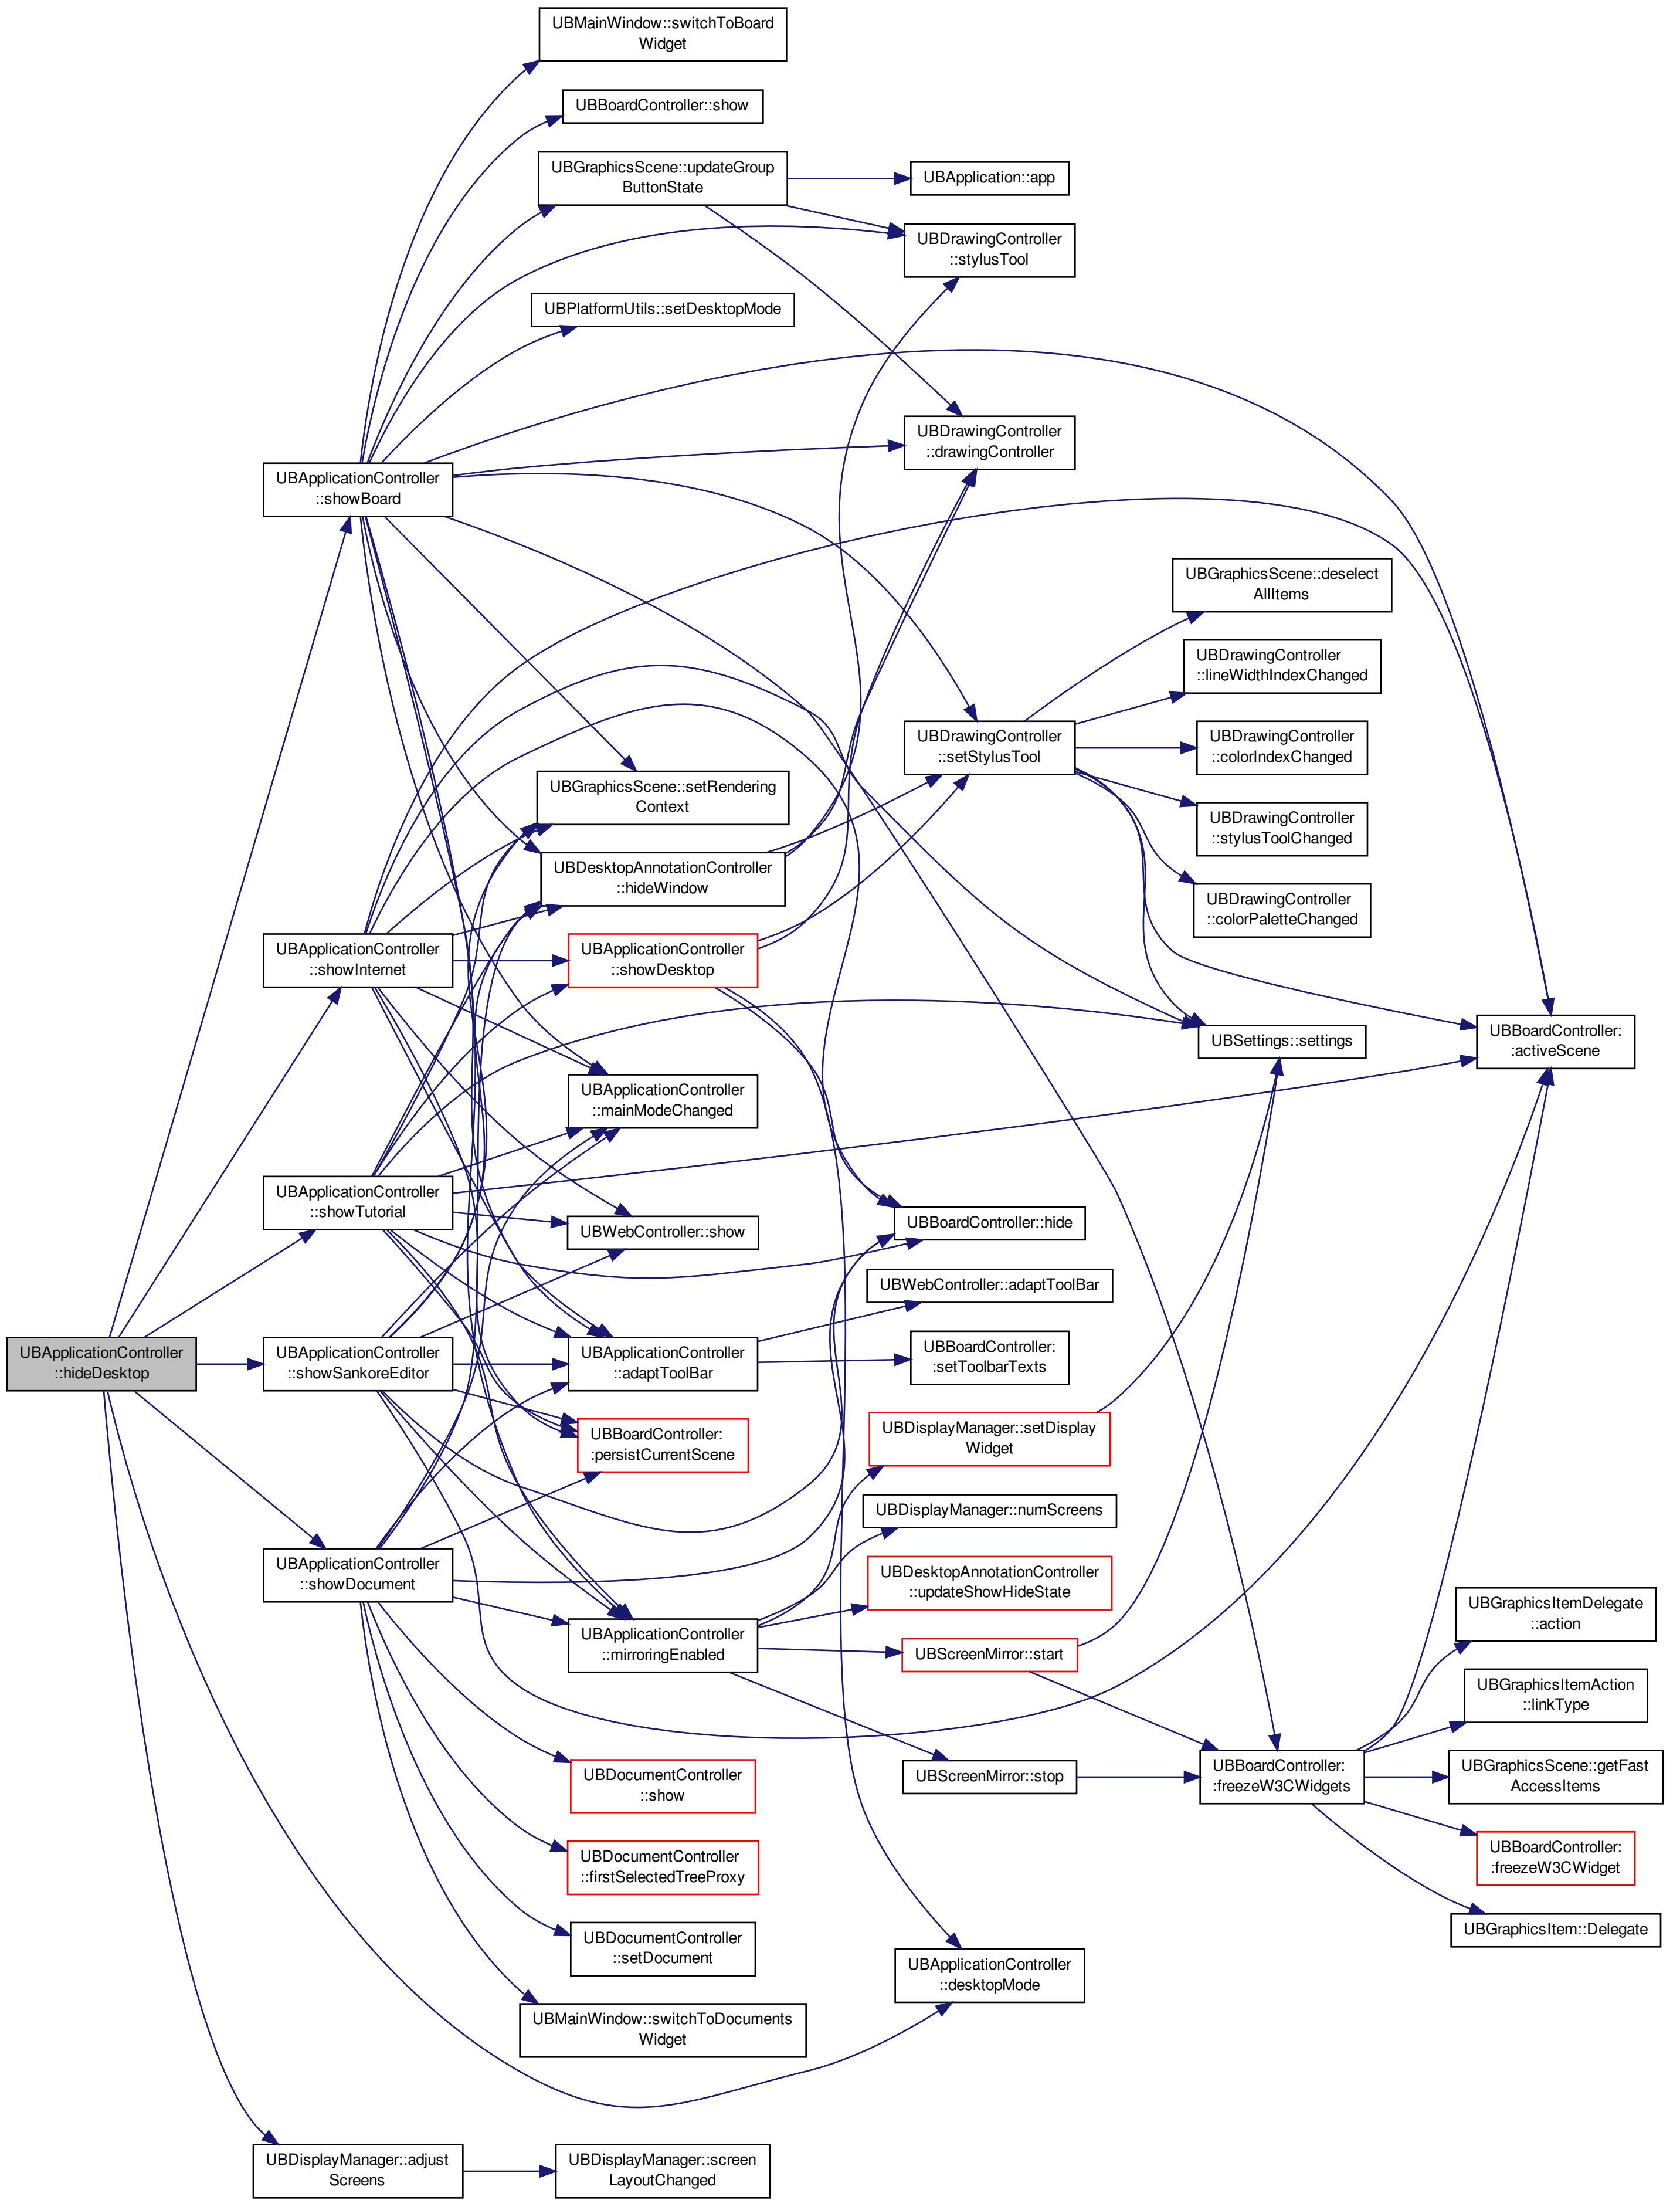 UBMainWindow::switchToBoard
Widget
UBBoardController::show
UBGraphicsScene::updateGroup
ButtonState
UBApplication::app
UBDrawingController
::stylusTool
UBPlatformUtils::setDesktopMode
UBDrawingController
::drawingController
UBApplicationController
::showBoard
UBGraphicsScene::deselect
AllItems
UBDrawingController
::lineWidthIndexChanged
UBDrawingController
::setStylusTool
UBDrawingController
::colorIndexChanged
UBGraphicsScene::setRendering
Context
UBDrawingController
::stylusToolChanged
UBDesktopAnnotationController
::hideWindow
UBDrawingController
::colorPaletteChanged
UBApplicationController
::showInternet
UBApplicationController
::showDesktop
UBSettings::settings
UBBoardController:
:activeScene
UBApplicationController
::mainModeChanged
UBApplicationController
::showTutorial
UBWebController::show
UBBoardController::hide
UBWebController::adaptToolBar
UBApplicationController
::hideDesktop
UBApplicationController
::showSankoreEditor
UBApplicationController
::adaptToolBar
UBBoardController:
:setToolbarTexts
UBBoardController:
:persistCurrentScene
UBDisplayManager::setDisplay
Widget
UBDisplayManager::numScreens
UBApplicationController
::showDocument
UBDesktopAnnotationController
::updateShowHideState
UBGraphicsItemDelegate
::action
UBApplicationController
::mirroringEnabled
UBScreenMirror::start
UBGraphicsItemAction
::linkType
UBDocumentController
::show
UBScreenMirror::stop
UBBoardController:
:freezeW3CWidgets
UBGraphicsScene::getFast
AccessItems
UBDocumentController
::firstSelectedTreeProxy
UBBoardController:
:freezeW3CWidget
UBGraphicsItem::Delegate
UBDocumentController
::setDocument
UBApplicationController
::desktopMode
UBMainWindow::switchToDocuments
Widget
UBDisplayManager::adjust
Screens
UBDisplayManager::screen
LayoutChanged